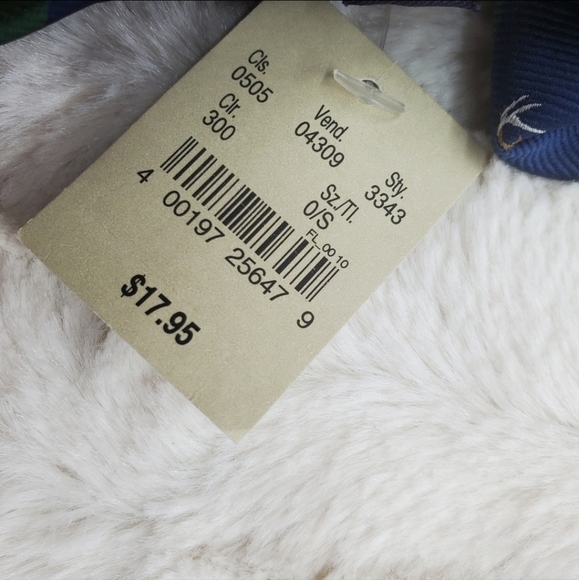 Cls. Vend. Sty.
0505 04309 3343
Clr. Sz./Tl.
300 O/S
FL_00 10
4 00197 25647 9
$17.95